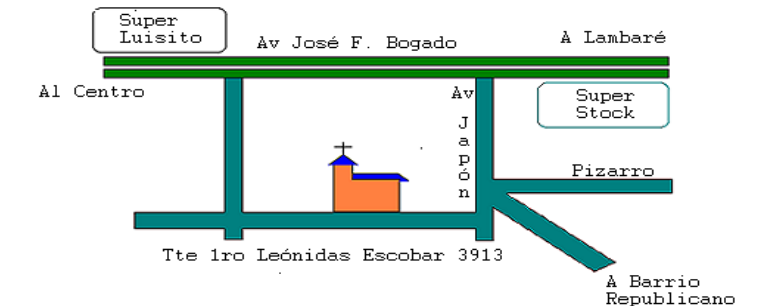 Super
Luisito
Av José F. Bogado
A Lambaré
Al Centro
Av
Japón
Super
Stock
Pizarro
Tte 1ro Leónidas Escobar 3913
A Barrio
Republicano